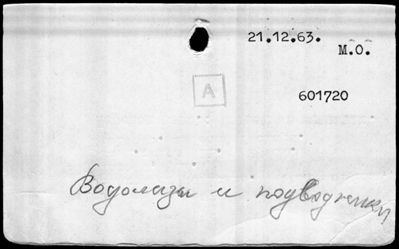 21.12.63.
М.О.
А
601720
Водолазы и подводники